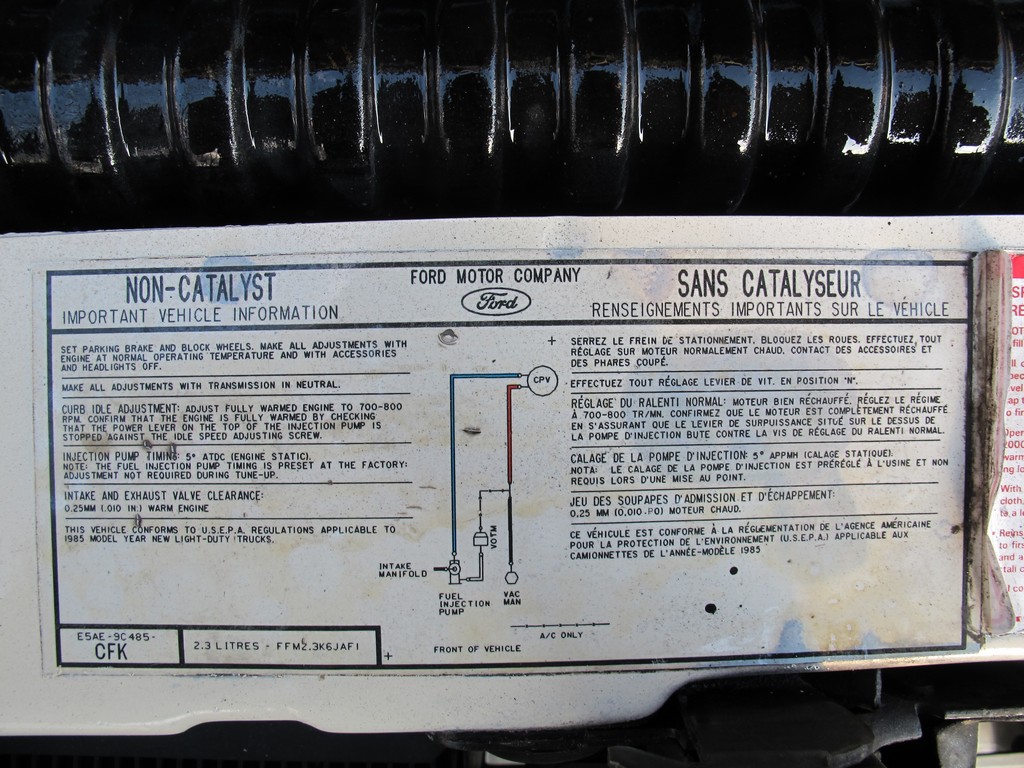 NON-CATALYST
IMPORTANT VEHICLE INFORMATION
FORD MOTOR COMPANY
Ford
SANS CATALYSEUR
RENSEIGNEMENTS IMPORTANTS SUR LE VÉHICLE
SET PARKING BRAKE AND BLOCK WHEELS. MAKE ALL ADJUSTMENTS WITH
ENGINE AT NORMAL OPERATING TEMPERATURE AND WITH ACCESSORIES
AND HEADLIGHTS OFF.
MAKE ALL ADJUSTMENTS WITH TRANSMISSION IN NEUTRAL.
CURB IDLE ADJUSTMENT: ADJUST FULLY WARMED ENGINE TO 700-800
RPM. CONFIRM THAT THE ENGINE IS FULLY WARMED BY CHECKING
THAT THE POWER LEVER ON THE TOP OF THE INJECTION PUMP IS
STOPPED AGAINST THE IDLE SPEED ADJUSTING SCREW.
INJECTION PUMP TIMING: 5° ATDC (ENGINE STATIC).
NOTE: THE FUEL INJECTION PUMP TIMING IS PRESET AT THE FACTORY:
ADJUSTMENT NOT REQUIRED DURING TUNE-UP.
INTAKE AND EXHAUST VALVE CLEARANCE:
0.25MM (.010 IN.) WARM ENGINE
THIS VEHICLE CONFORMS TO U.S.E.P.A. REGULATIONS APPLICABLE TO
1985 MODEL YEAR NEW LIGHT-DUTY TRUCKS.
E5AE-9C485-
CFK
2.3 LITRES - FFM2.3K6JAF1
CPV
VOTM
INTAKE
MANIFOLD
FUEL
INJECTION
PUMP
VAC
MAN
A/C ONLY
FRONT OF VEHICLE
SERREZ LE FREIN DE STATIONNEMENT. BLOQUEZ LES ROUES. EFFECTUEZ TOUT
RÉGLAGE SUR MOTEUR NORMALEMENT CHAUD, CONTACT DES ACCESSOIRES ET
DES PHARES COUPÉ.
EFFECTUEZ TOUT RÉGLAGE LEVIER DE VIT. EN POSITION "N".
RÉGLAGE DU RALENTI NORMAL: MOTEUR BIEN RÉCHAUFFÉ, RÉGLEZ LE RÉGIME
À 700-800 TR/MN. CONFIRMEZ QUE LE MOTEUR EST COMPLÈTEMENT RÉCHAUFFÉ
EN S'ASSURANT QUE LE LEVIER DE SURPUISSANCE SITUÉ SUR LE DESSUS DE
LA POMPE D'INJECTION BUTE CONTRE LA VIS DE RÉGLAGE DU RALENTI NORMAL.
CALAGE DE LA POMPE D'INJECTION: 5° APPMH (CALAGE STATIQUE).
NOTA: LE CALAGE DE LA POMPE D'INJECTION EST PRÉRÉGLÉ À L'USINE ET NON
REQUIS LORS D'UNE MISE AU POINT.
JEU DES SOUPAPES D'ADMISSION ET D'ÉCHAPPEMENT:
0,25 MM (0,010 PO) MOTEUR CHAUD.
CE VÉHICULE EST CONFORME À LA RÉGLEMENTATION DE L'AGENCE AMÉRICAINE
POUR LA PROTECTION DE L'ENVIRONNEMENT (U.S.E.P.A.) APPLICABLE AUX
CAMIONNETTES DE L'ANNÉE-MODÈLE 1985
With
cloth,